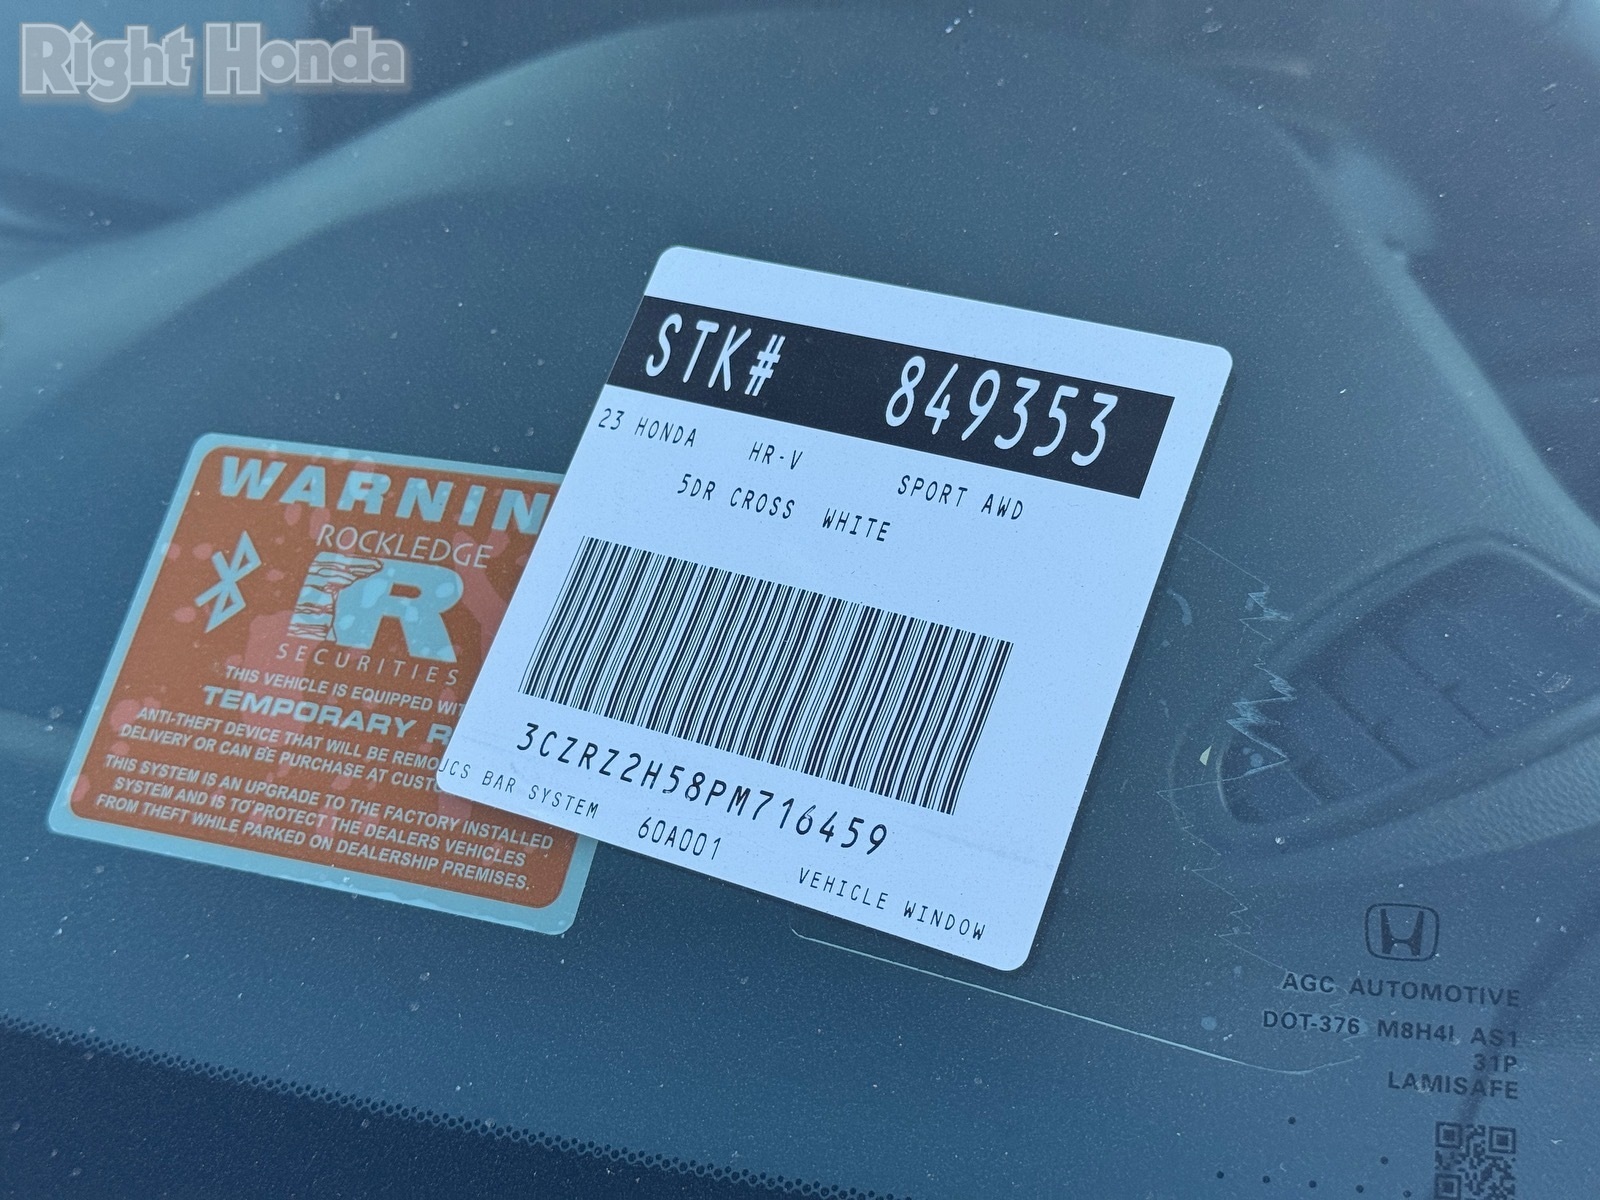 Right Honda
STK# 849353
23 HONDA HR-V SPORT AWD
5DR CROSS WHITE
3CZRZ2H58PM716459
JCS BAR SYSTEM 60A001 VEHICLE WINDOW
WARNIN
ROCKLEDGE
R
SECURITIES
THIS VEHICLE IS EQUIPPED WIT
TEMPORARY R
ANTI-THEFT DEVICE THAT WILL BE REMO
DELIVERY OR CAN BE PURCHASE AT CUSTO
THIS SYSTEM IS AN UPGRADE TO THE FACTORY INSTALLED
SYSTEM AND IS TO PROTECT THE DEALERS VEHICLES
FROM THEFT WHILE PARKED ON DEALERSHIP PREMISES.
AGC AUTOMOTIVE
DOT-376 M8H4L AS1
31P
LAMISAFE